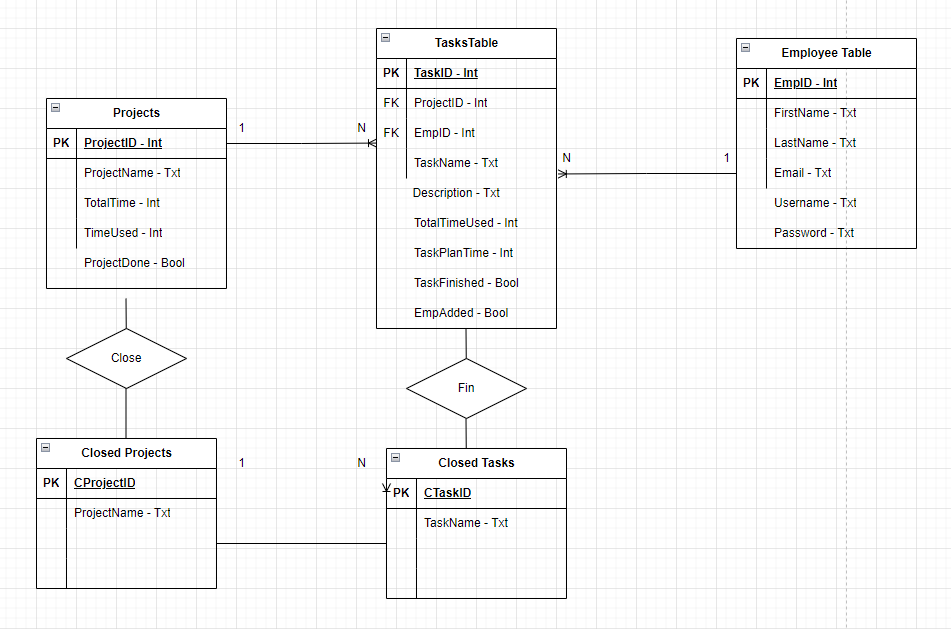 TasksTable
PK TaskID - Int
FK ProjectID - Int
FK EmpID - Int
TaskName - Txt
Description - Txt
TotalTimeUsed - Int
TaskPlanTime - Int
TaskFinished - Bool
EmpAdded - Bool
Employee Table
PK EmpID - Int
FirstName - Txt
LastName - Txt
Email - Txt
Username - Txt
Password - Txt
Projects
PK ProjectID - Int
ProjectName - Txt
TotalTime - Int
TimeUsed - Int
ProjectDone - Bool
1 N
N 1
Close
Fin
Closed Projects
PK CProjectID
ProjectName - Txt
1 N
Closed Tasks
PK CTaskID
TaskName - Txt